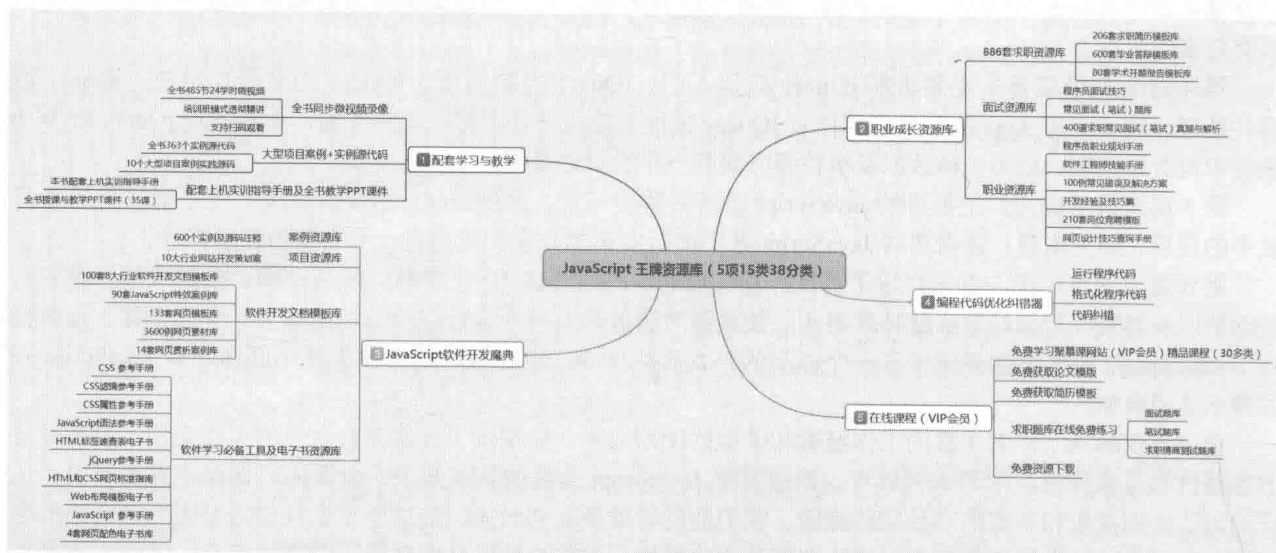 JavaScript 王牌资源库（5项15类38分类）
1 配套学习与教学
全书同步微视频录像
全书46S节24学时微视频
培训班模式透彻精讲
支持扫码观看
大型项目案例+实例源代码
全书363个实例源代码
10个大型项目案例实践源码
配套上机实训指导手册及全书教学PPT课件
本书配套上机实训指导手册
全书授课与教学PPT课件（35课）
2 职业成长资源库
886套求职资源库
206套求职简历模板库
600套毕业答辩模板库
80套学术开题报告模板库
面试资源库
程序员面试技巧
常见面试（笔试）题库
400道求职常见面试（笔试）真题与解析
职业资源库
程序员职业规划手册
软件工程师技能手册
100例常见错误及解决方案
开发经验及技巧集
210套岗位竞聘模板
网页设计技巧查询手册
3 JavaScript软件开发魔典
案例资源库
600个实例及源码注释
项目资源库
10大行业网站开发策划案
软件开发文档模板库
100套8大行业软件开发文档模板库
90套JavaScript特效案例库
133套网页模板库
3600例网页素材库
14套网页赏析案例库
软件学习必备工具及电子书资源库
CSS 参考手册
CSS滤镜参考手册
CSS属性参考手册
JavaScript语法参考手册
HTML标签速查表电子书
jQuery参考手册
HTML和CSS网页标准指南
Web布局模板电子书
JavaScript 参考手册
4套网页配色电子书库
4 编程代码优化纠错器
运行程序代码
格式化程序代码
代码纠错
5 在线课程（VIP会员）
免费学习聚慕课网站（VIP会员）精品课程（30多类）
免费获取论文模版
免费获取简历模板
求职题库在线免费练习
面试题库
笔试题库
求职情商测试题库
免费资源下载